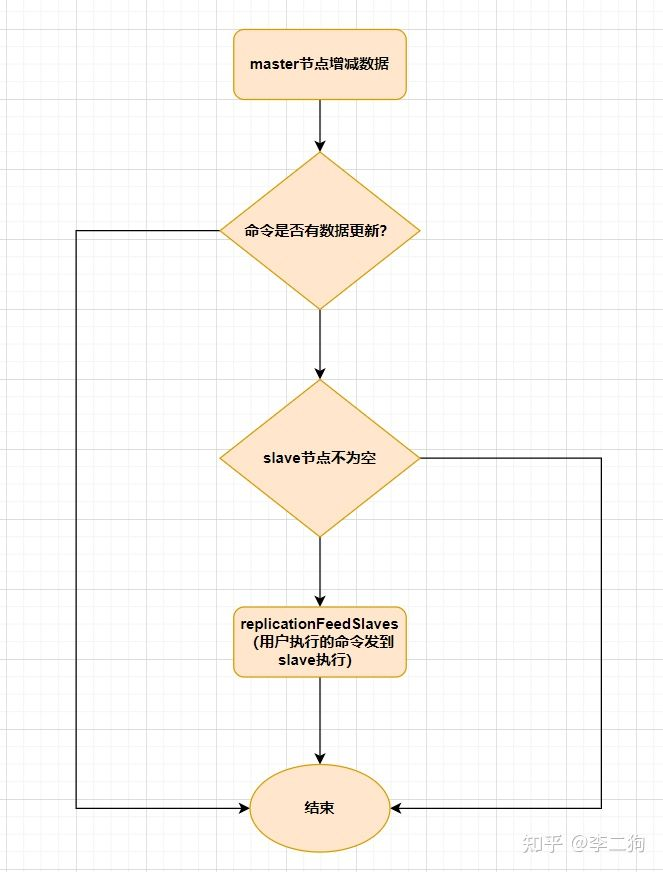 master节点增减数据
命令是否有数据更新？
slave节点不为空
replicationFeedSlaves
（用户执行的命令发到
slave执行）
结束
知乎 @李二狗